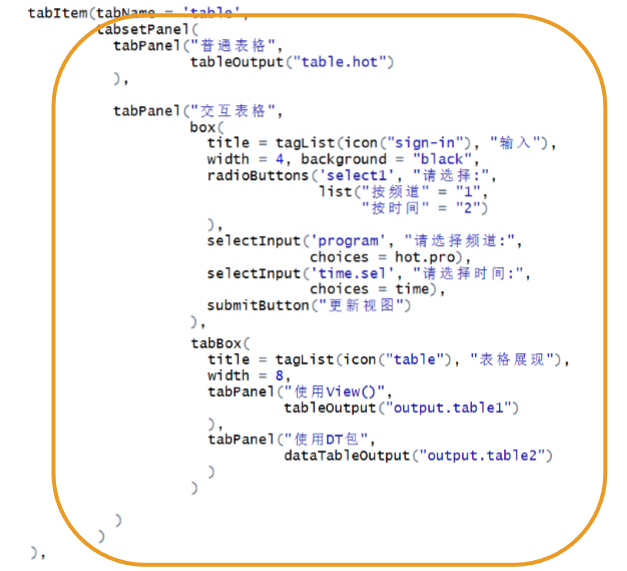 tabItem(tabName = 'table',
tabsetPanel(
tabPanel("普通表格",
tableOutput("table.hot")
),
tabPanel("交互表格",
box(
title = tagList(icon("sign-in"), "输入"),
width = 4, background = "black",
radioButtons('select1', "请选择:",
list("按频道" = "1",
"按时间" = "2")
),
selectInput('program', "请选择频道:",
choices = hot.pro),
selectInput('time.sel', "请选择时间:",
choices = time),
submitButton("更新视图")
),
tabBox(
title = tagList(icon("table"), "表格展现"),
width = 8,
tabPanel("使用View()",
tableOutput("output.table1")
),
tabPanel("使用DT包",
dataTableOutput("output.table2")
)
)
)
)
),